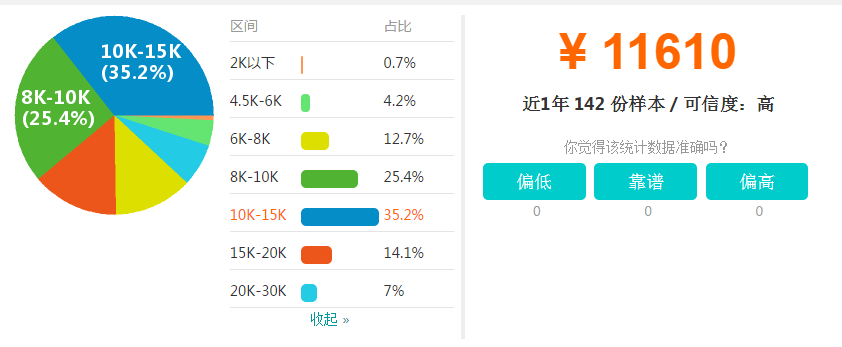 10K-15K
(35.2%)
8K-10K
(25.4%)
区间 占比
2K以下 0.7%
4.5K-6K 4.2%
6K-8K 12.7%
8K-10K 25.4%
10K-15K 35.2%
15K-20K 14.1%
20K-30K 7%
收起 »
¥ 11610
近1年 142 份样本 / 可信度：高
你觉得该统计数据准确吗？
偏低 靠谱 偏高
0 0 0